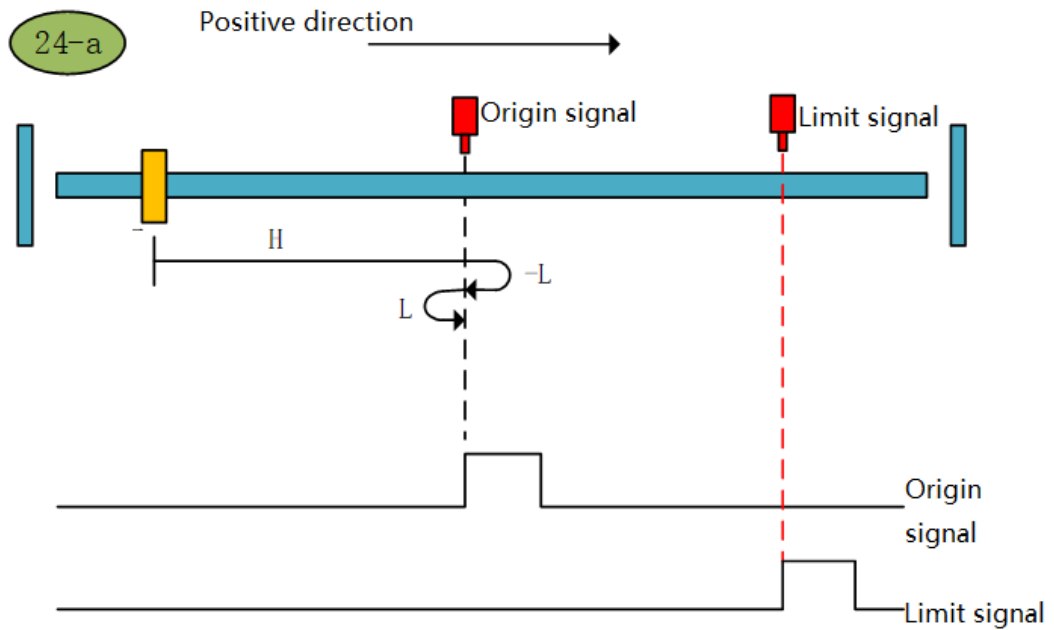 24-a
Positive direction
Origin signal
Limit signal
H
-L
L
Origin
signal
Limit signal